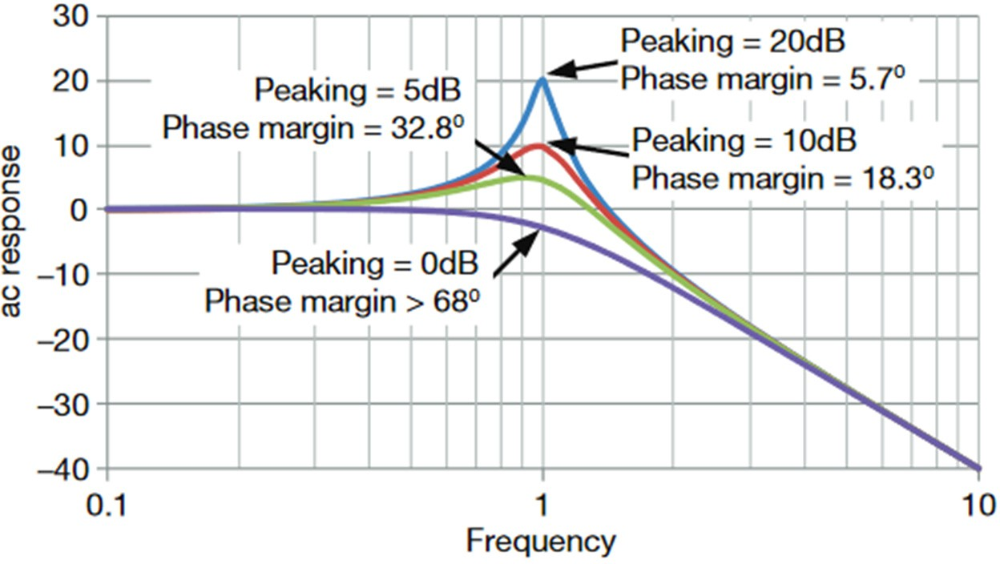 30
20
10
0
–10
–20
–30
–40
ac response
Peaking = 20dB
Phase margin = 5.7⁰
Peaking = 5dB
Phase margin = 32.8⁰
Peaking = 10dB
Phase margin = 18.3⁰
Peaking = 0dB
Phase margin > 68⁰
0.1
1
10
Frequency